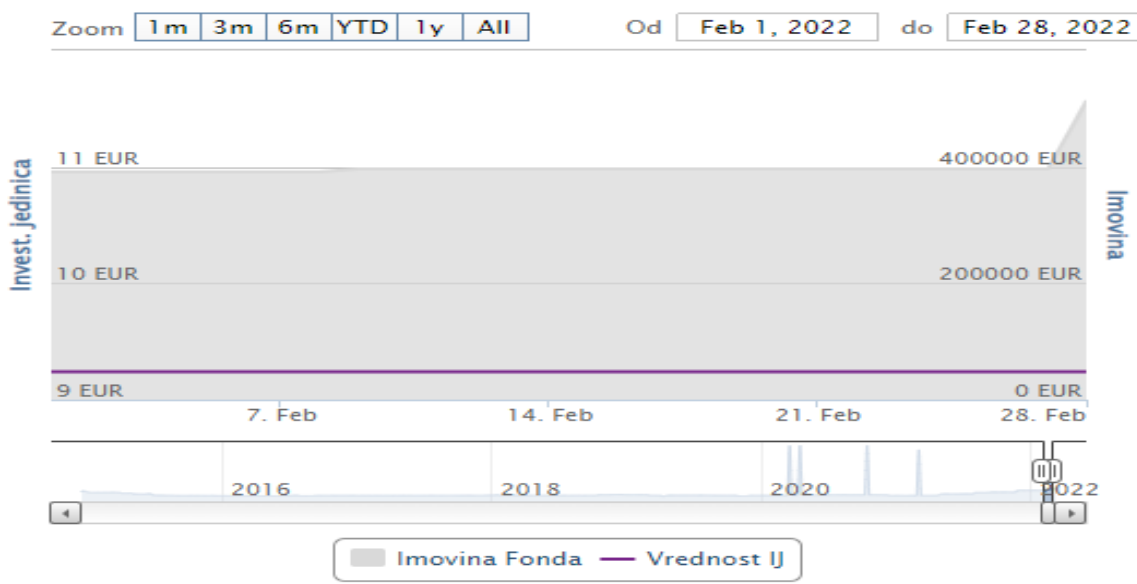 Zoom 1m 3m 6m YTD 1y All Od Feb 1, 2022 do Feb 28, 2022
11 EUR 400000 EUR
Invest. jedinica
Imovina
10 EUR 200000 EUR
9 EUR 0 EUR
7. Feb 14. Feb 21. Feb 28. Feb
2016 2018 2020 2022
Imovina Fonda Vrednost IJ